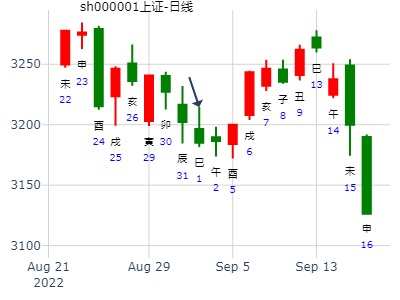 sh000001上证-日线
3250
3200
3150
3100
未
22
申
23
酉
24
戌
25
亥
26
寅
29
卯
30
辰
31
巳
1
午
2
酉
5
戌
6
亥
7
子
8
丑
9
巳
13
午
14
未
15
申
16
Aug 21
2022
Aug 29
Sep 5
Sep 13